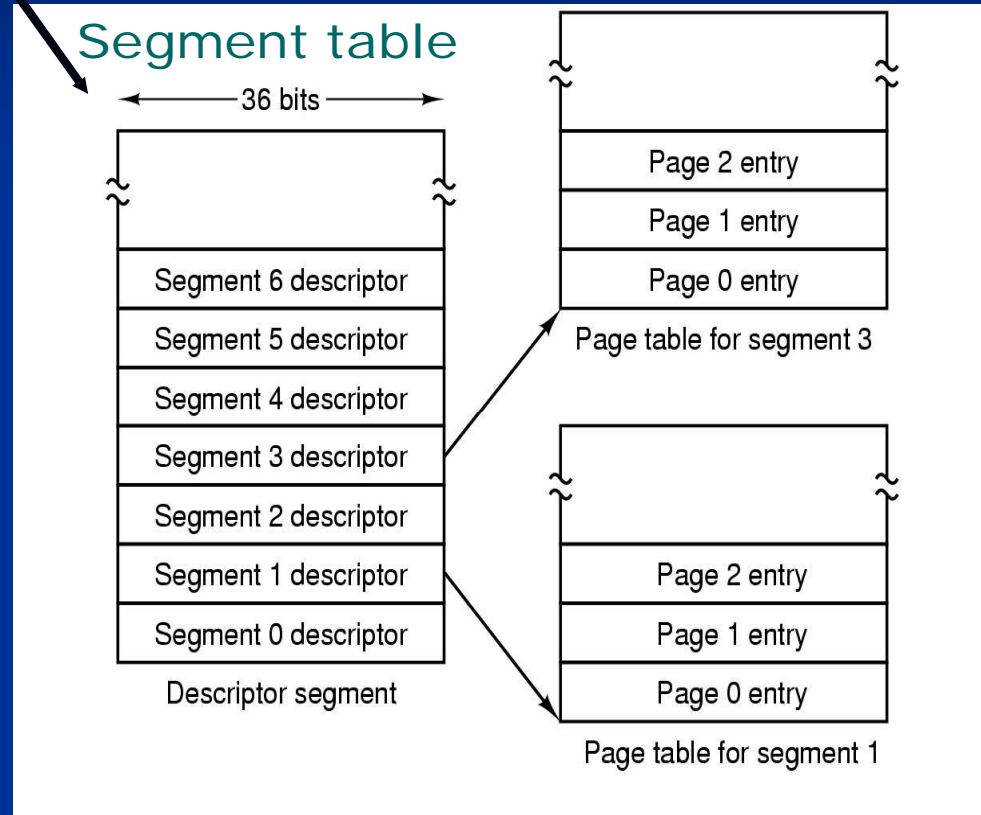 Segment table
36 bits
Segment 6 descriptor
Segment 5 descriptor
Segment 4 descriptor
Segment 3 descriptor
Segment 2 descriptor
Segment 1 descriptor
Segment 0 descriptor
Descriptor segment
Page 2 entry
Page 1 entry
Page 0 entry
Page table for segment 3
Page 2 entry
Page 1 entry
Page 0 entry
Page table for segment 1